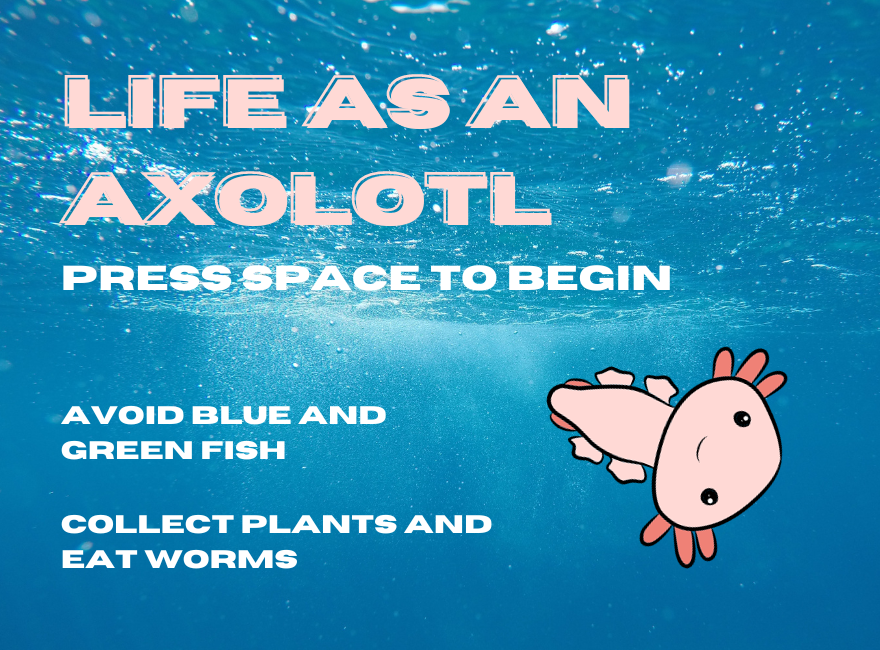 LIFE AS AN
AXOLOTL
PRESS SPACE TO BEGIN
AVOID BLUE AND
GREEN FISH
COLLECT PLANTS AND
EAT WORMS